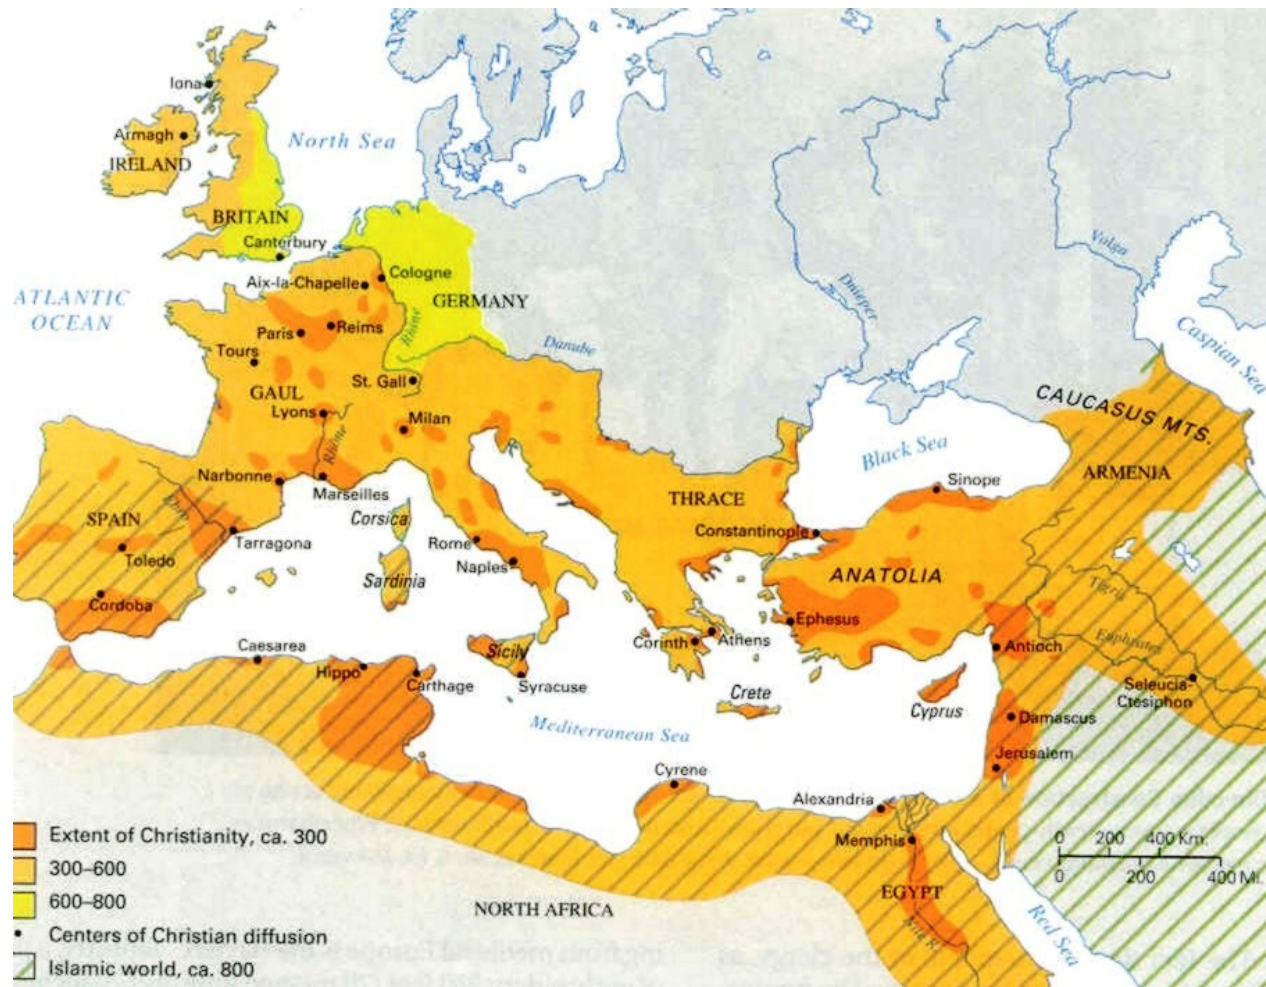 Iona
Armagh
IRELAND
North Sea
BRITAIN
Canterbury
ATLANTIC
OCEAN
Aix-la-Chapelle
Cologne
GERMANY
Rhine
Paris
Reims
Tours
St. Gall
GAUL
Lyons
Milan
Rhine
Danube
Dnieper
Volga
Caspian Sea
CAUCASUS MTS.
Black Sea
ARMENIA
Sinope
THRACE
Constantinople
Narbonne
Marseilles
Corsica
SPAIN
Tarragona
Toledo
Rome
Naples
Sardinia
Cordoba
ANATOLIA
Ephesus
Tigris
Euphrates
Corinth
Athens
Antioch
Caesarea
Hippo
Carthage
Sicily
Syracuse
Crete
Cyprus
Seleucia-
Ctesiphon
Damascus
Mediterranean Sea
Jerusalem
Cyrene
Alexandria
Memphis
EGYPT
Nile R.
NORTH AFRICA
Red Sea
0 200 400 Km.
0 200 400 Mi.
Extent of Christianity, ca. 300
300–600
600–800
Centers of Christian diffusion
Islamic world, ca. 800